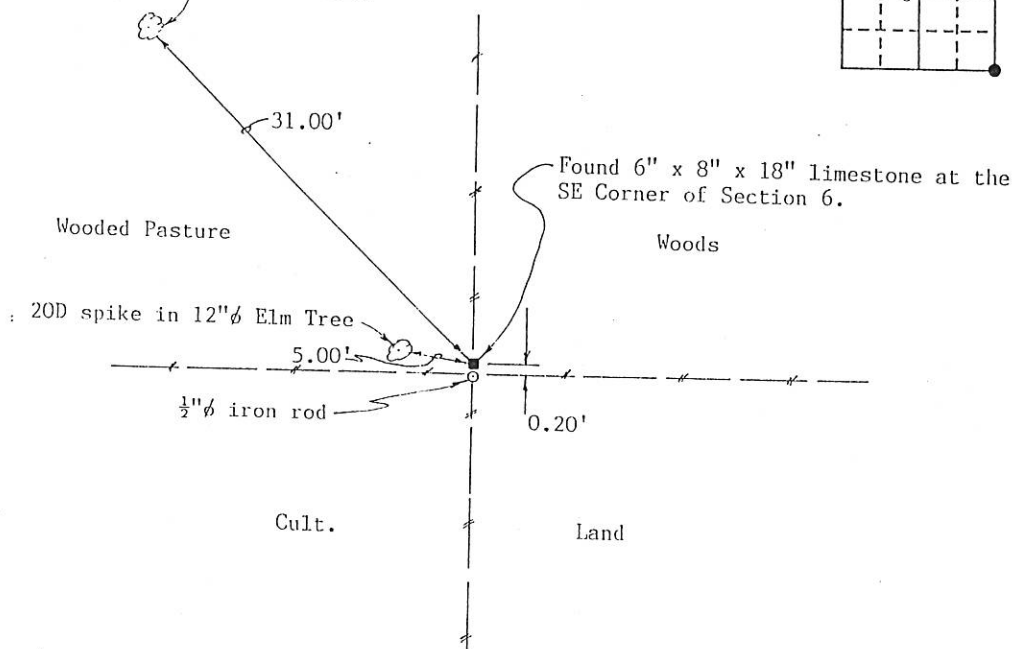 31.00'
Found 6" x 8" x 18" limestone at the
SE Corner of Section 6.
Wooded Pasture
Woods
20D spike in 12"ϕ Elm Tree
5.00'
½"ϕ iron rod
0.20'
Cult.
Land